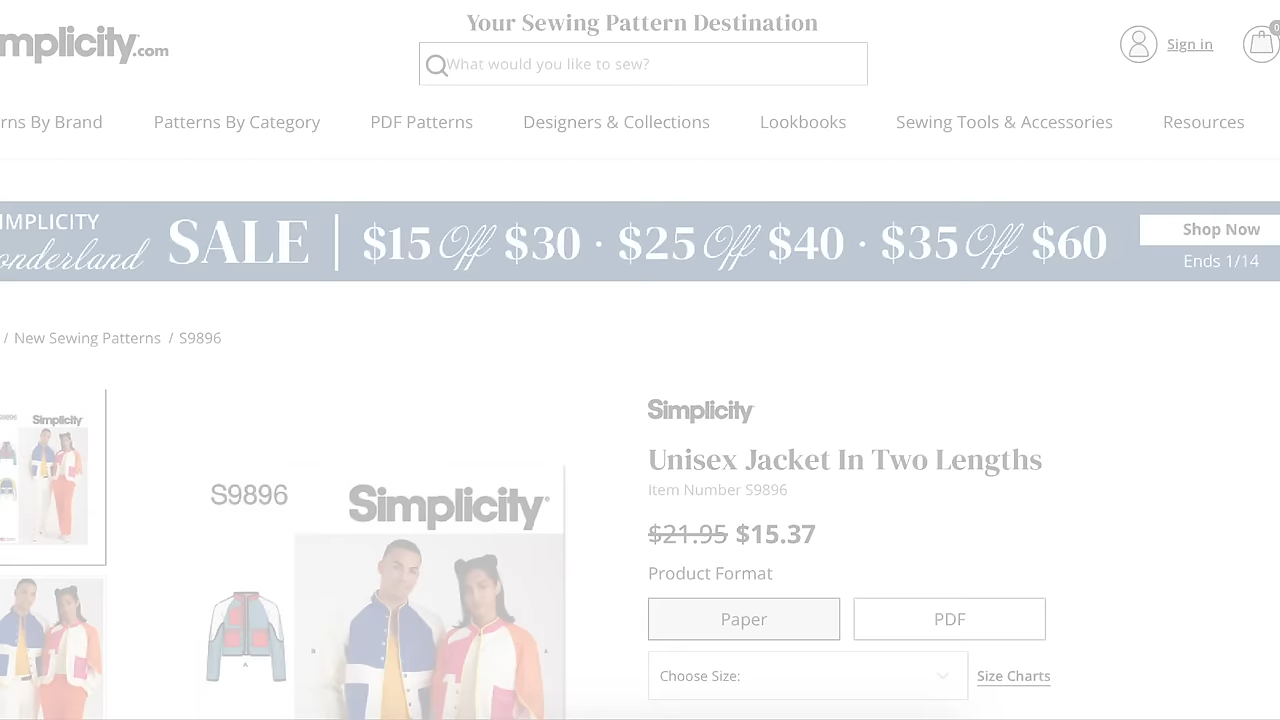 Your Sewing Pattern Destination
mplicity.com
What would you like to sew?
Sign in
0
rns By Brand
Patterns By Category
PDF Patterns
Designers & Collections
Lookbooks
Sewing Tools & Accessories
Resources
IMPLICITY
onderland
SALE
$15 Off $30 · $25 Off $40 · $35 Off $60
Shop Now
Ends 1/14
/ New Sewing Patterns / S9896
Simplicity
S9896
Simplicity
A
B
A
Simplicity
Unisex Jacket In Two Lengths
Item Number S9896
$21.95 $15.37
Product Format
Paper
PDF
Choose Size:
Size Charts